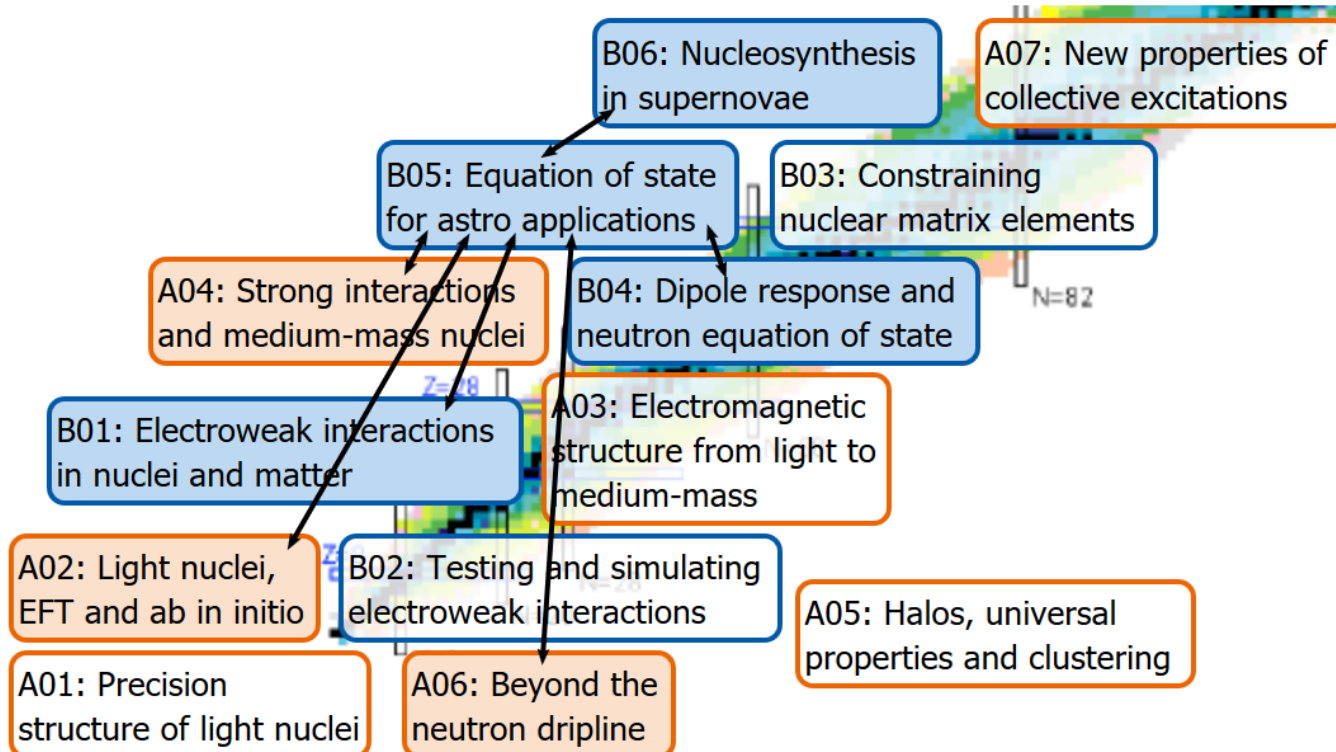 B06: Nucleosynthesis
in supernovae
A07: New properties of
collective excitations
B05: Equation of state
for astro applications
B03: Constraining
nuclear matrix elements
A04: Strong interactions
and medium-mass nuclei
B04: Dipole response and
neutron equation of state
N=82
Z=28
B01: Electroweak interactions
in nuclei and matter
A03: Electromagnetic
structure from light to
medium-mass
A02: Light nuclei,
EFT and ab in initio
B02: Testing and simulating
electroweak interactions
N=28
A05: Halos, universal
properties and clustering
A01: Precision
structure of light nuclei
A06: Beyond the
neutron dripline